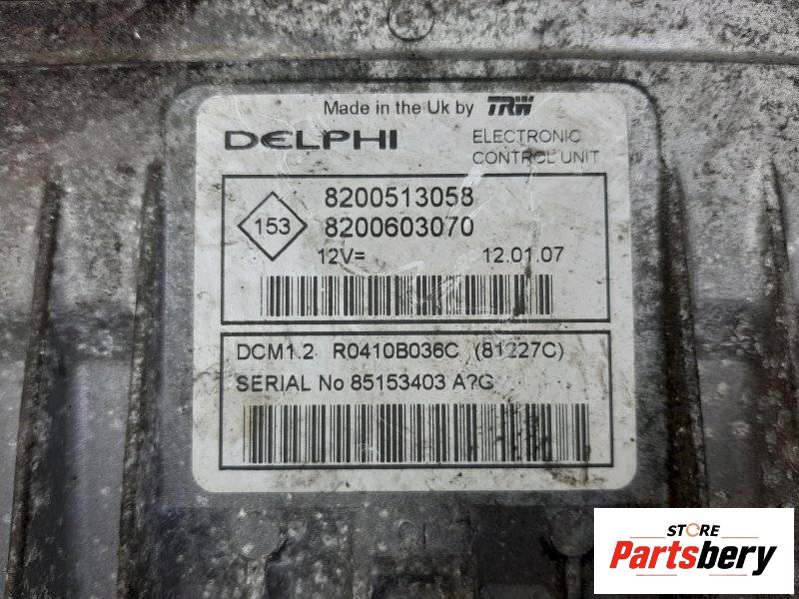 Made in the Uk by TRW
DELPHI
ELECTRONIC
CONTROL UNIT
153
8200513058
8200603070
12V=
12.01.07
DCM1.2 R0410B036C (81227C)
SERIAL No 85153403 A?G
STORE
Partsbery